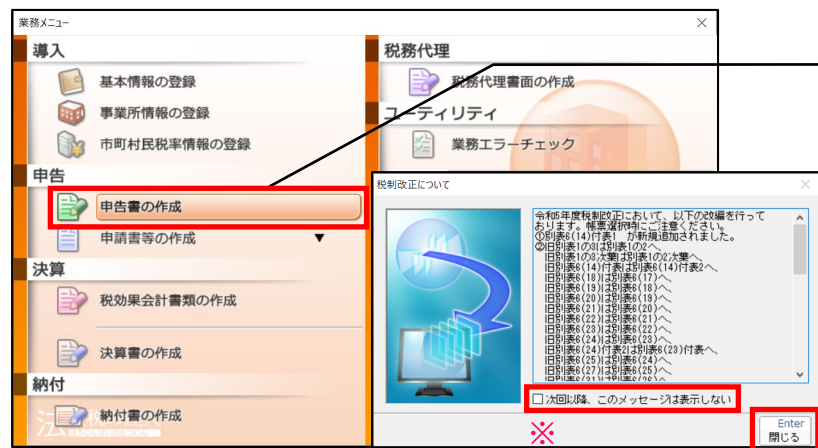 業務メニュー
導入
基本情報の登録
事業所情報の登録
市町村民税率情報の登録
申告
申告書の作成
申請書等の作成 ▼
決算
税効果会計書類の作成
決算書の作成
納付
納付書の作成
税務代理
税務代理書面の作成
ユーティリティ
業務エラーチェック
税制改正について
令和5年度税制改正において、以下の改編を行って
おります。帳票選択時にご注意ください。
①別表6(14)付表1 が新規追加されました。
②旧別表1の3は別表1の2へ、
旧別表1の3次葉は別表1の2次葉へ、
旧別表6(14)付表は別表6(14)付表2へ、
旧別表6(18)は別表6(17)へ、
旧別表6(19)は別表6(18)へ、
旧別表6(20)は別表6(19)へ、
旧別表6(21)は別表6(20)へ、
旧別表6(22)は別表6(21)へ、
旧別表6(23)は別表6(22)へ、
旧別表6(24)は別表6(23)へ、
旧別表6(24)付表2は別表6(23)付表へ、
旧別表6(25)は別表6(24)へ、
旧別表6(27)は別表6(25)へ、
次回以降、このメッセージは表示しない
※
Enter
閉じる